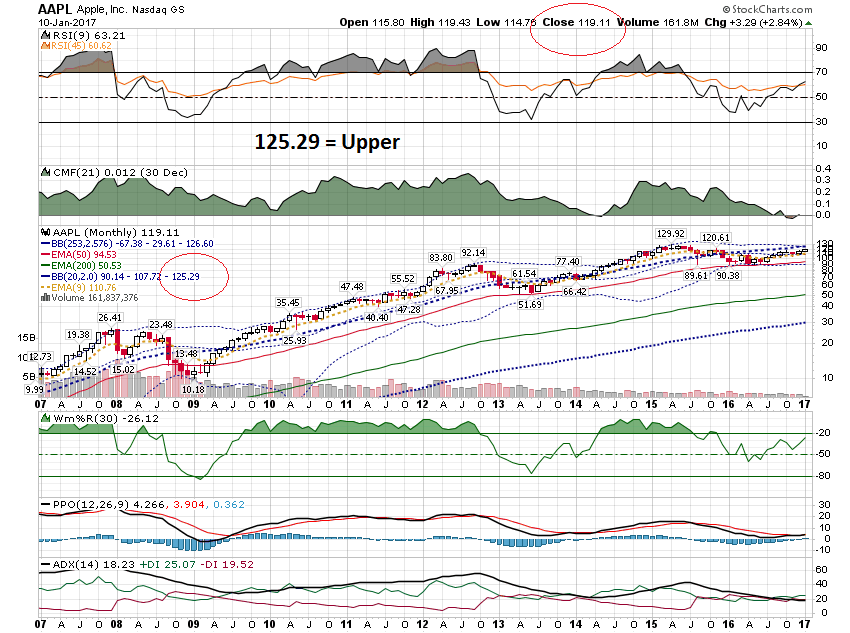 AAPL Apple, Inc. Nasdaq GS © StockCharts.com
10-Jan-2017 Open 115.80 High 119.43 Low 114.76 Close 119.11 Volume 161.8M Chg +3.29 (+2.84%)
RSI(9) 63.21
RSI(45) 60.62
90
70
50
30
10
125.29 = Upper
CMF(21) 0.012 (30 Dec)
0.4
0.3
0.2
0.1
0.0
AAPL (Monthly) 119.11
BB(253,2.576) -67.38 - 29.61 - 126.60
EMA(50) 94.53
EMA(200) 50.53
BB(20,2.0) 90.14 - 107.72 - 125.29
EMA(9) 110.76
Volume 161,837,376
129.92 120.61
83.80 92.14 77.40
47.48 55.52 67.95 61.54 89.61 90.38
35.45 40.40 47.28 51.69 66.42
26.41 23.48 25.93
19.38 13.48
12.73 14.52 15.02
9.99 10.18
15B
10
5B
80
70
60
50
40
30
20
10
07 A J O 08 A J O 09 A J O 10 A J O 11 A J O 12 A J O 13 A J O 14 A J O 15 A J O 16 A J O 17
Wm%R(30) -26.12
-20
-50
-80
PPO(12,26,9) 4.266, 3.904, 0.362
30
20
10
0
-10
ADX(14) 18.23 +DI 25.07 -DI 19.52
60
40
20
0
07 A J O 08 A J O 09 A J O 10 A J O 11 A J O 12 A J O 13 A J O 14 A J O 15 A J O 16 A J O 17